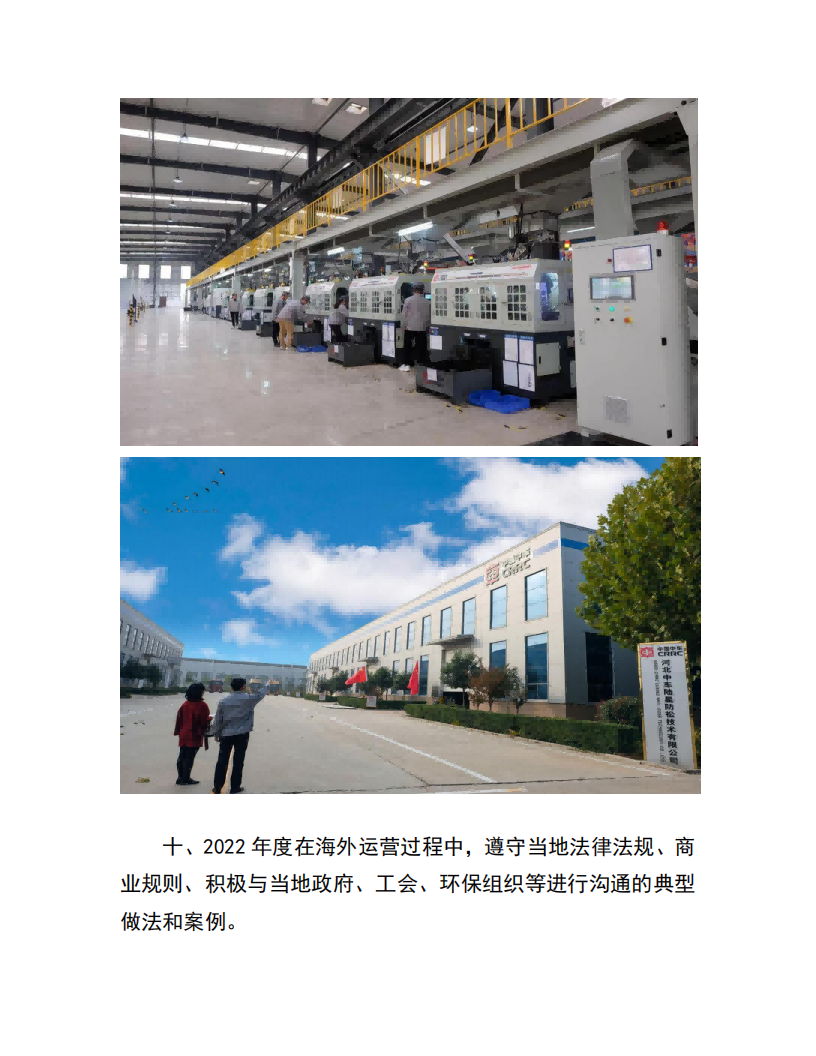 中国中车
CRRC
中国中车
CRRC
河北中车陆星防松技术有限公司
十、2022 年度在海外运营过程中，遵守当地法律法规、商
业规则、积极与当地政府、工会、环保组织等进行沟通的典型
做法和案例。